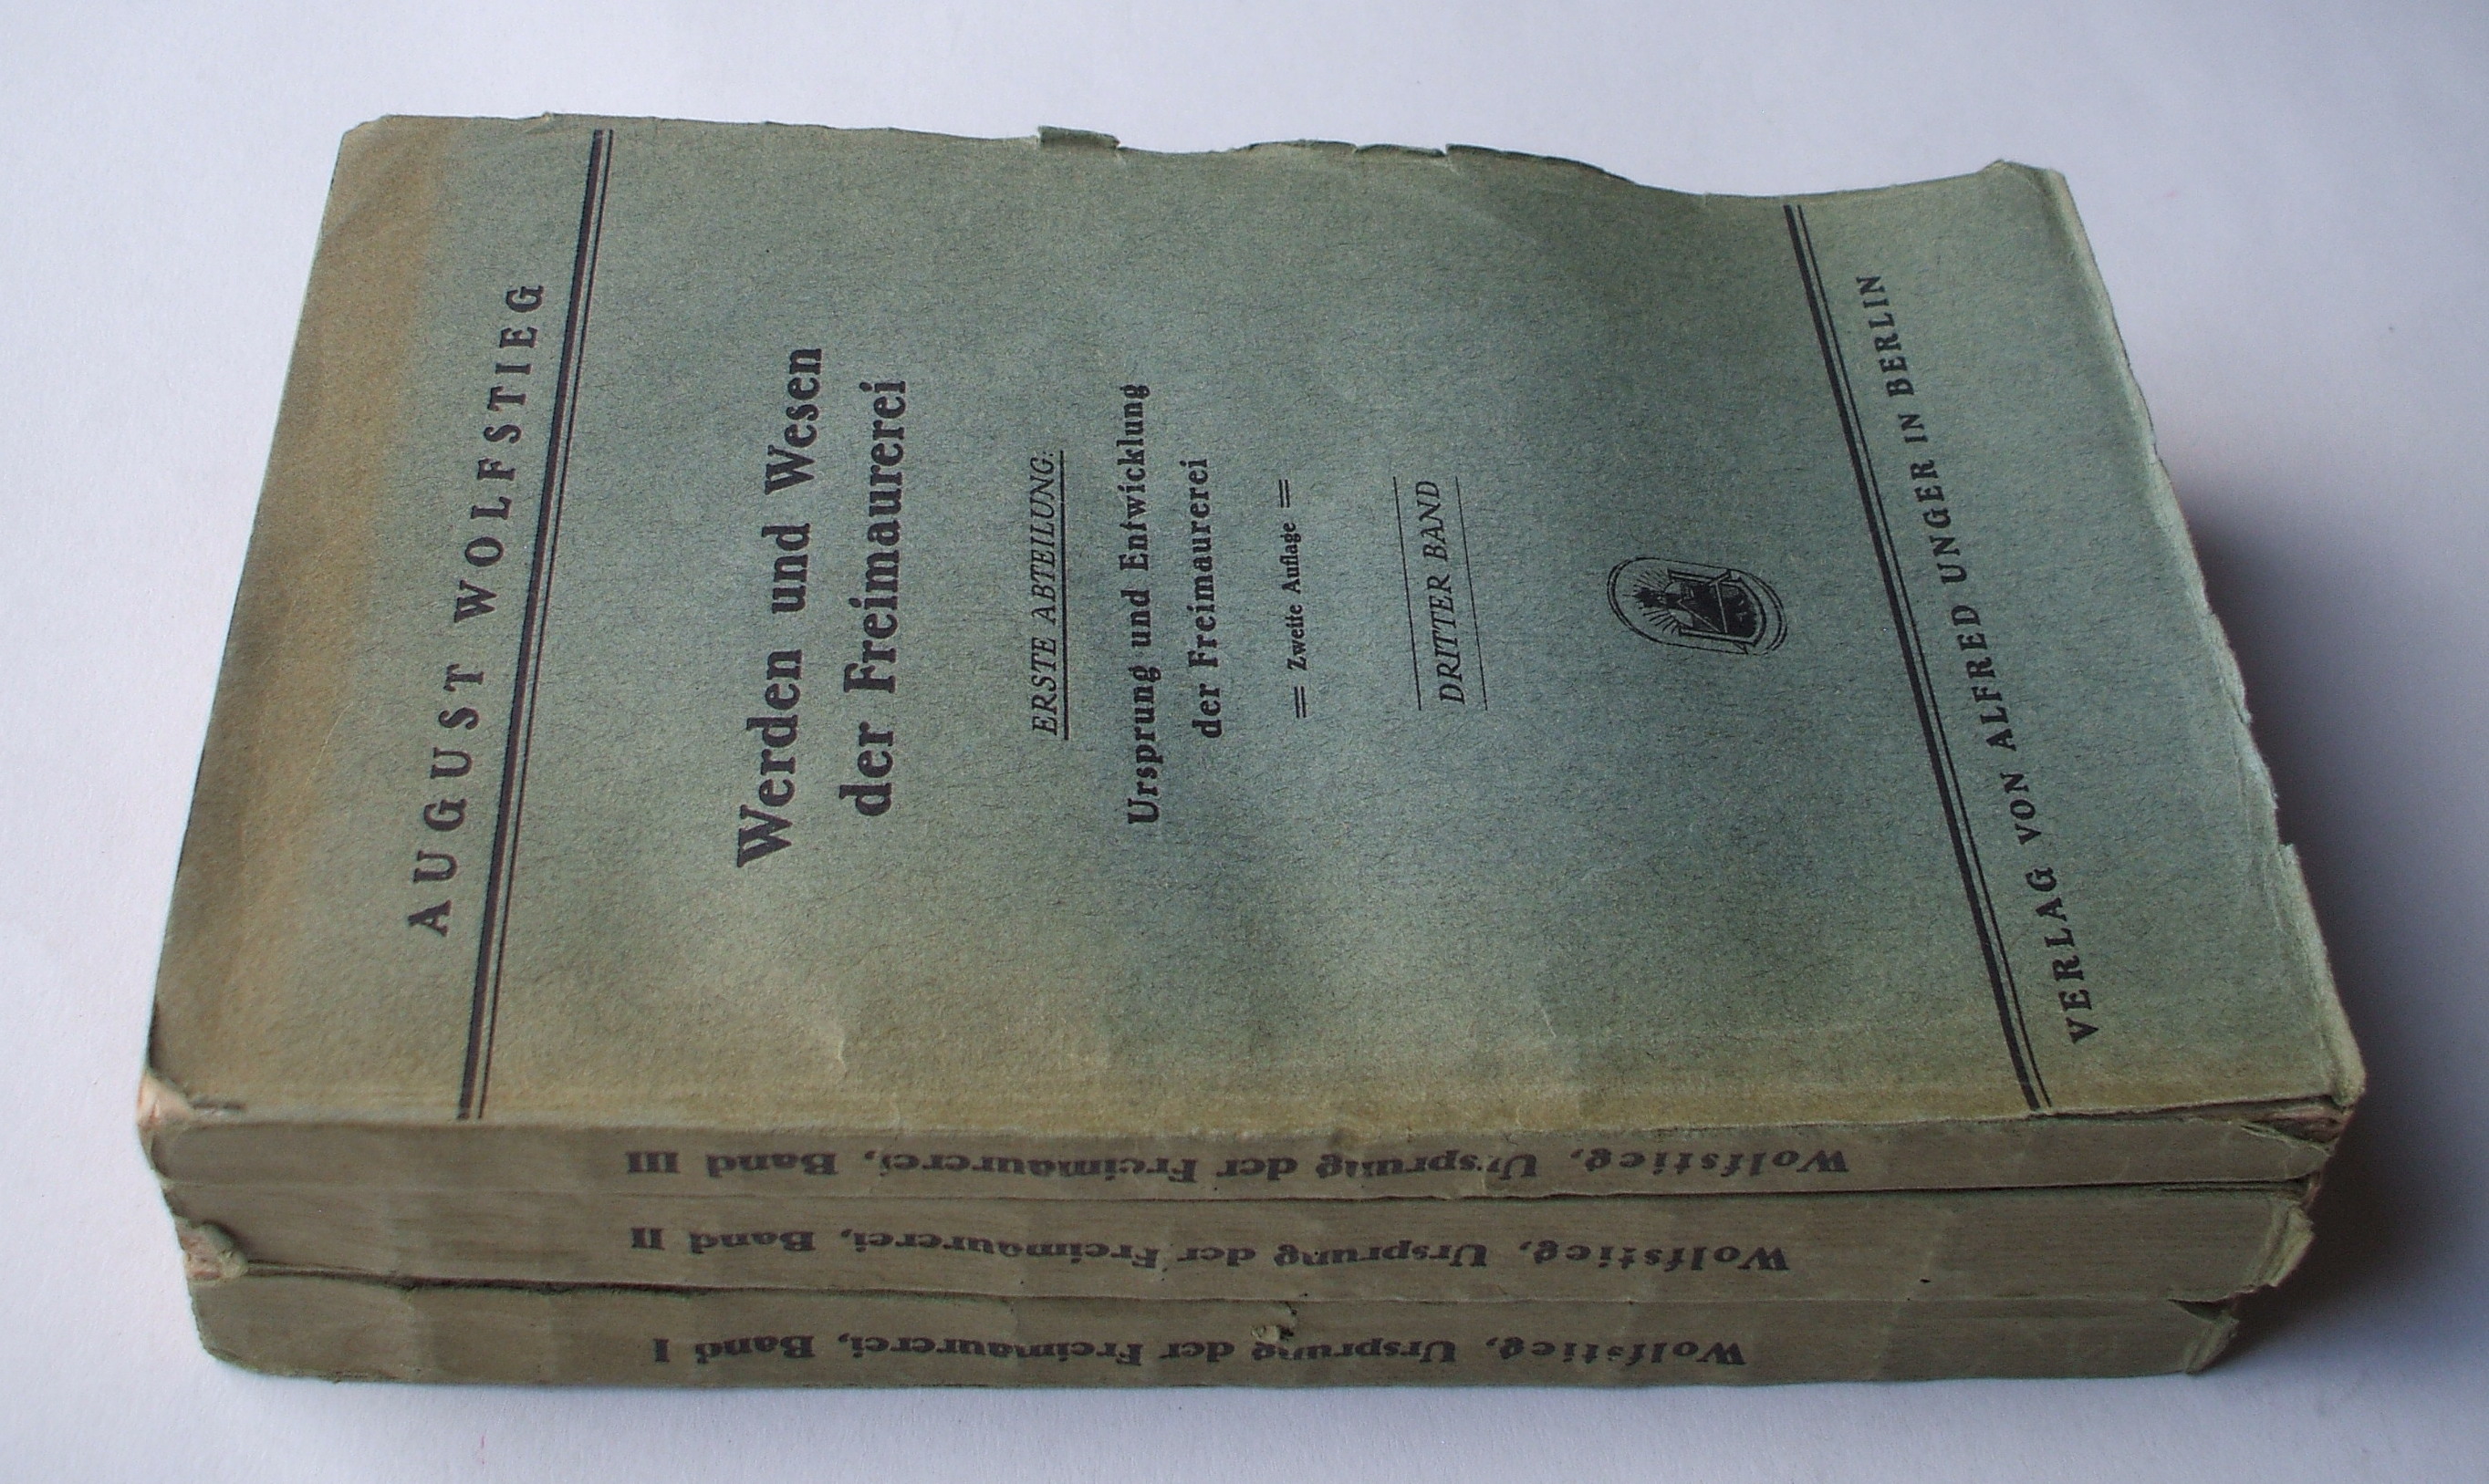 AUGUST WOLFSTIEG
Werden und Wesen
der Freimaurerei
ERSTE ABTEILUNG:
Ursprung und Entwicklung
der Freimaurerei
= Zweite Auflage =
DRITTER BAND
VERLAG VON ALFRED UNGER IN BERLIN
Wolfstieg, Ursprung der Freimaurerei, Band III
Wolfstieg, Ursprung der Freimaurerei, Band II
Wolfstieg, Ursprung der Freimaurerei, Band I